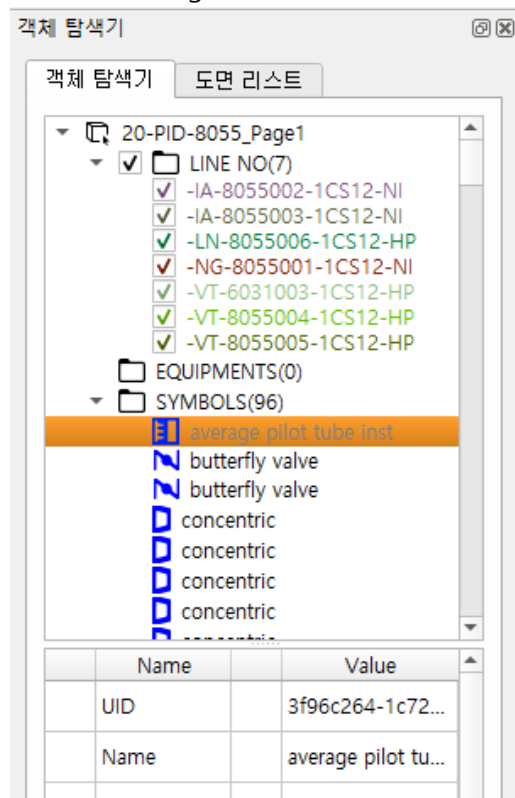 객체 탐색기
객체 탐색기 도면 리스트
20-PID-8055_Page1
LINE NO(7)
-IA-8055002-1CS12-NI
-IA-8055003-1CS12-NI
-LN-8055006-1CS12-HP
-NG-8055001-1CS12-NI
-VT-6031003-1CS12-HP
-VT-8055004-1CS12-HP
-VT-8055005-1CS12-HP
EQUIPMENTS(0)
SYMBOLS(96)
average pilot tube inst
butterfly valve
butterfly valve
concentric
concentric
concentric
concentric
Name Value
UID 3f96c264-1c72...
Name average pilot tu...